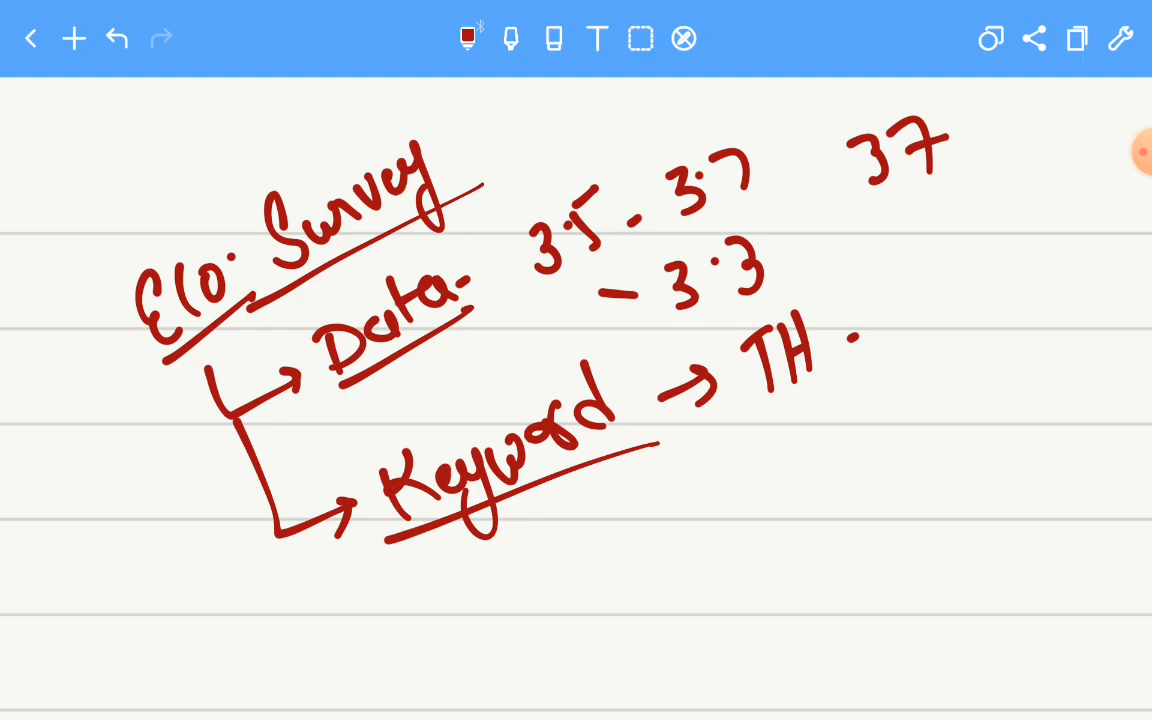 Eco. Survey
Data - 3.5 - 3.7 37
- 3.3
Keyword → TH.